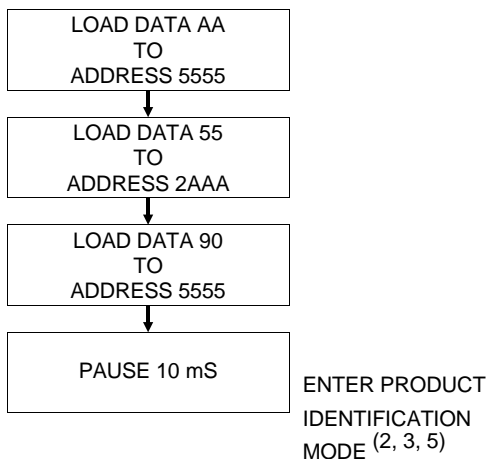 LOAD DATA AA
TO
ADDRESS 5555
LOAD DATA 55
TO
ADDRESS 2AAA
LOAD DATA 90
TO
ADDRESS 5555
PAUSE 10 mS
ENTER PRODUCT
IDENTIFICATION
MODE (2, 3, 5)